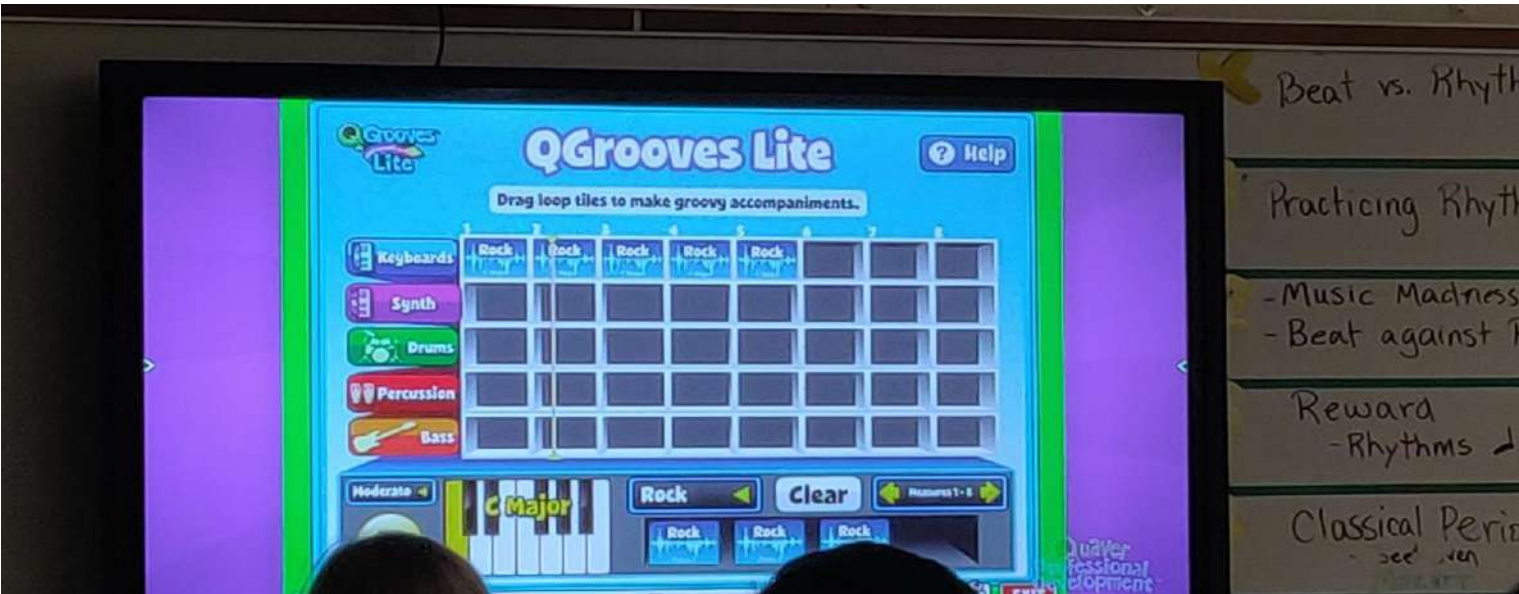 QGrooves
Lite
QGrooves Lite
? Help
Drag loop tiles to make groovy accompaniments.
1 2 3 4 5 6 7 8
Keyboards Rock Rock Rock Rock Rock
Synth
Drums
Percussion
Bass
Moderato
C Major
Rock
Clear
Measures 1 - 8
Rock Rock Rock
Quaver
EXIT
Beat vs. Rhyth
Practicing Rhyth
- Music Madness
- Beat against
Reward
- Rhythms
Classical Peri